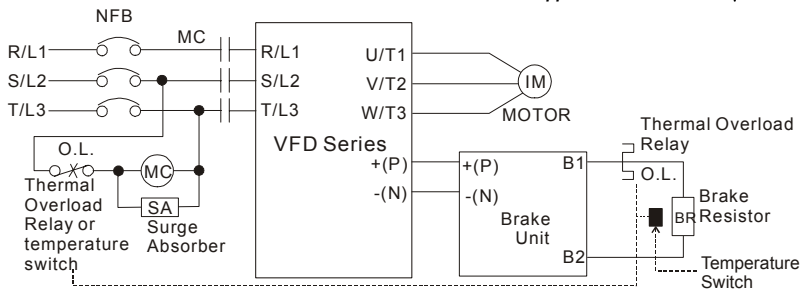 NFB
MC
R/L1
R/L1
U/T1
S/L2
S/L2
V/T2
IM
T/L3
T/L3
W/T3
MOTOR
VFD Series
Thermal Overload
Relay
O.L.
O.L.
+(P)
+(P)
B1
MC
-(N)
-(N)
Thermal
Overload
Relay or
temperature
switch
SA
Surge
Absorber
Brake
Unit
BR
Brake
Resistor
B2
Temperature
Switch